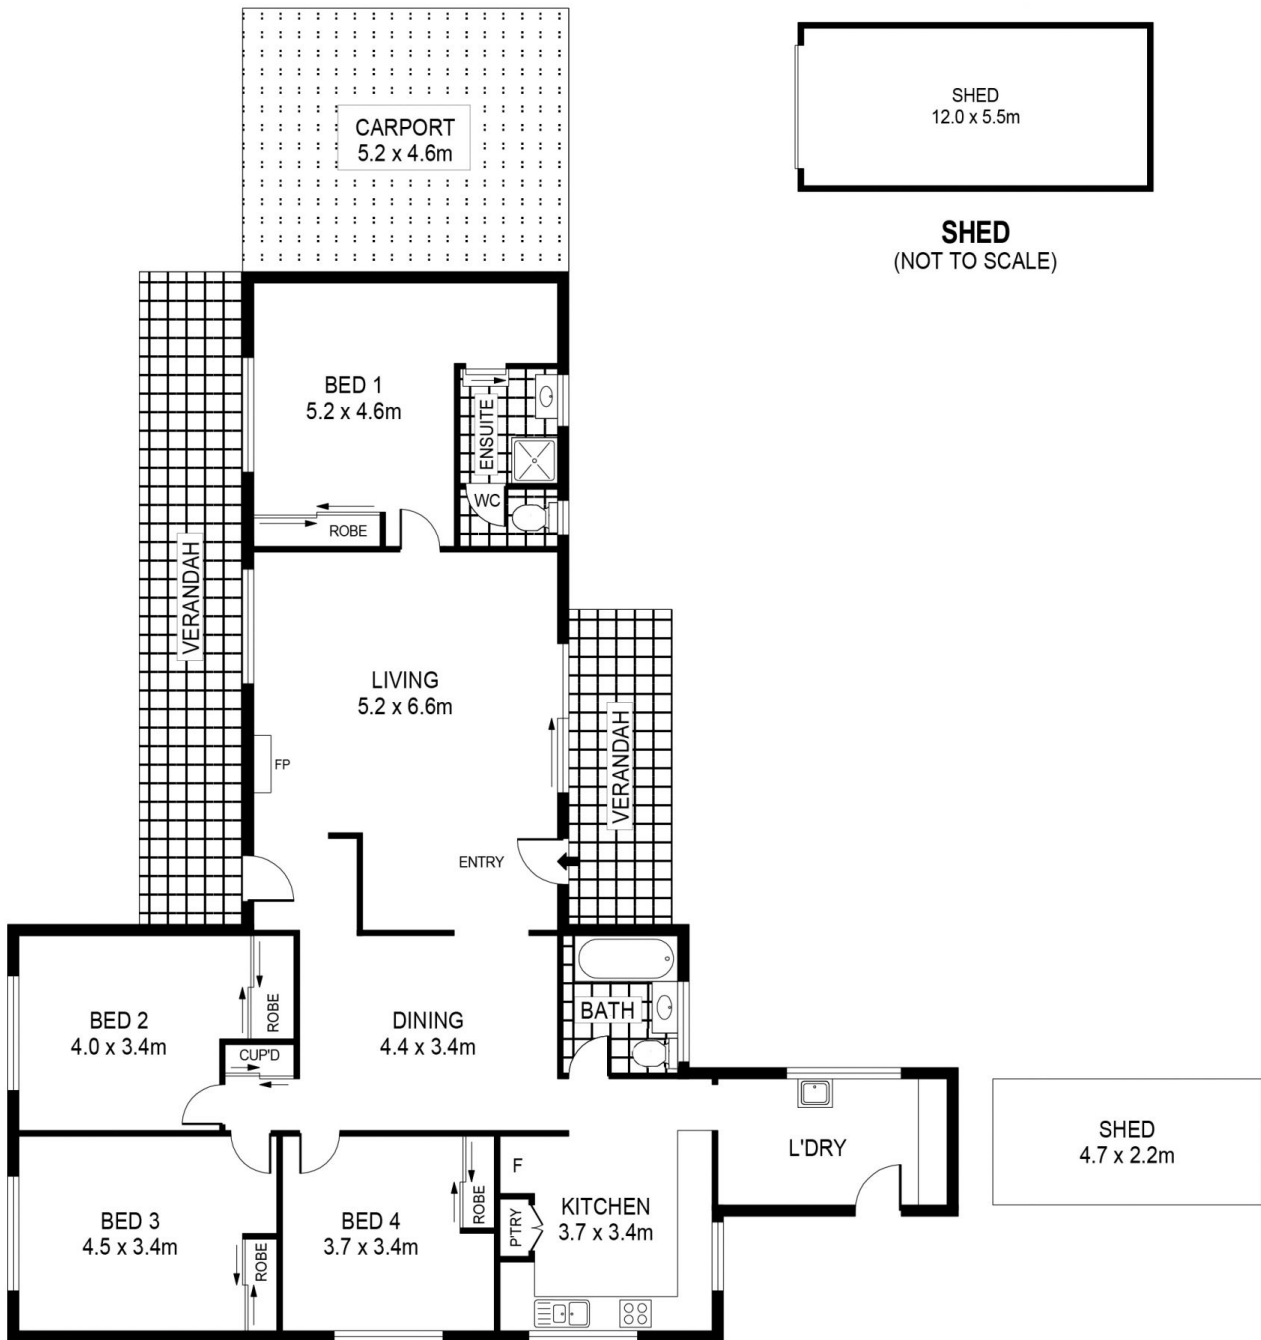 CARPORT
5.2 x 4.6m
SHED
12.0 x 5.5m
SHED
(NOT TO SCALE)
BED 1
5.2 x 4.6m
ENSUITE
WC
ROBE
VERANDAH
LIVING
5.2 x 6.6m
FP
VERANDAH
ENTRY
BED 2
4.0 x 3.4m
ROBE
CUP'D
DINING
4.4 x 3.4m
BATH
L'DRY
SHED
4.7 x 2.2m
BED 3
4.5 x 3.4m
ROBE
BED 4
3.7 x 3.4m
ROBE
F
P'TRY
KITCHEN
3.7 x 3.4m